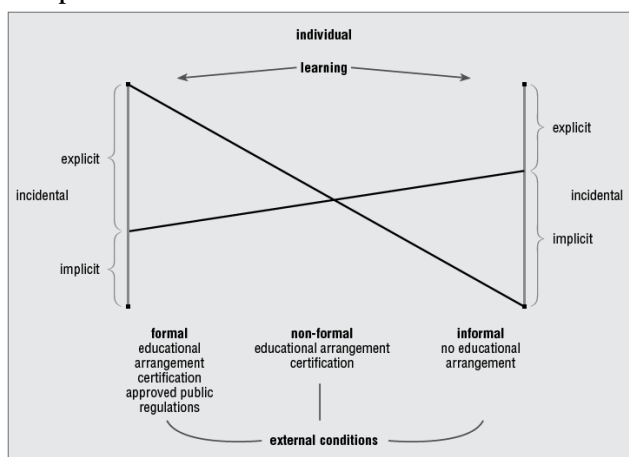 individual
learning
explicit
explicit
incidental
incidental
implicit
implicit
formal
educational
arrangement
certification
approved public
regulations
non-formal
educational arrangement
certification
informal
no educational
arrangement
external conditions